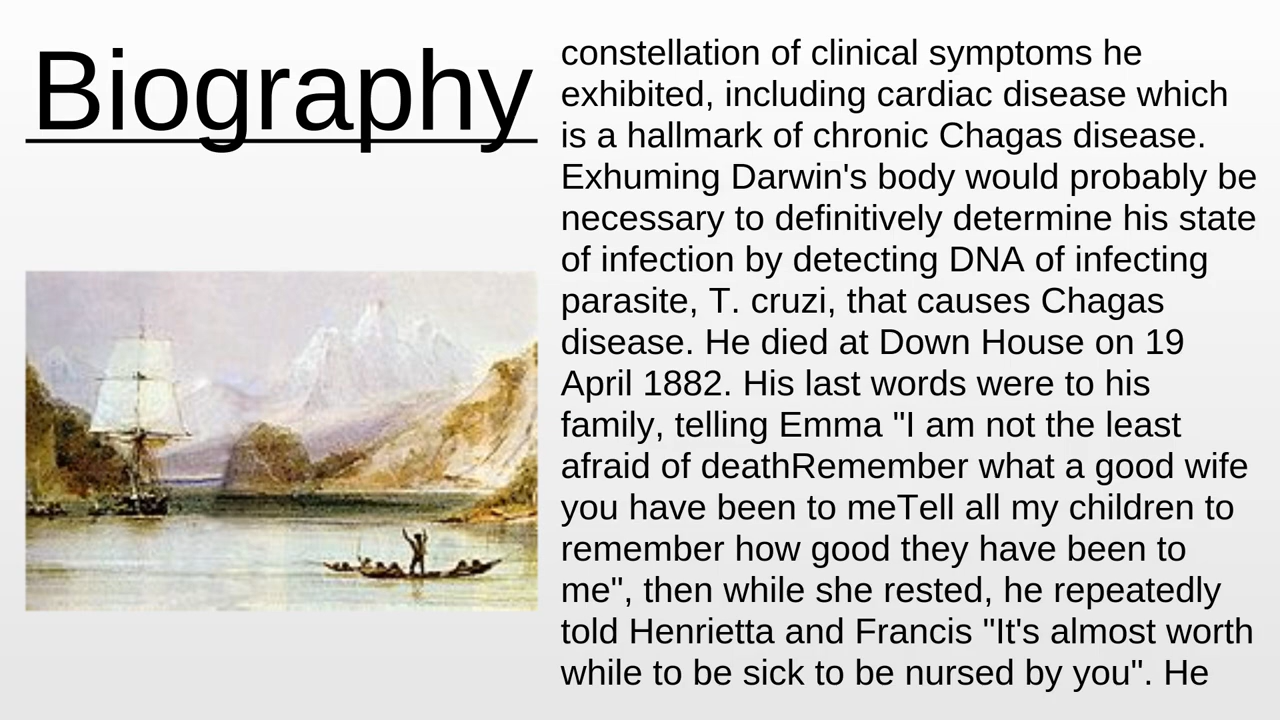 Biography
constellation of clinical symptoms he
exhibited, including cardiac disease which
is a hallmark of chronic Chagas disease.
Exhuming Darwin's body would probably be
necessary to definitively determine his state
of infection by detecting DNA of infecting
parasite, T. cruzi, that causes Chagas
disease. He died at Down House on 19
April 1882. His last words were to his
family, telling Emma "I am not the least
afraid of deathRemember what a good wife
you have been to meTell all my children to
remember how good they have been to
me", then while she rested, he repeatedly
told Henrietta and Francis "It's almost worth
while to be sick to be nursed by you". He